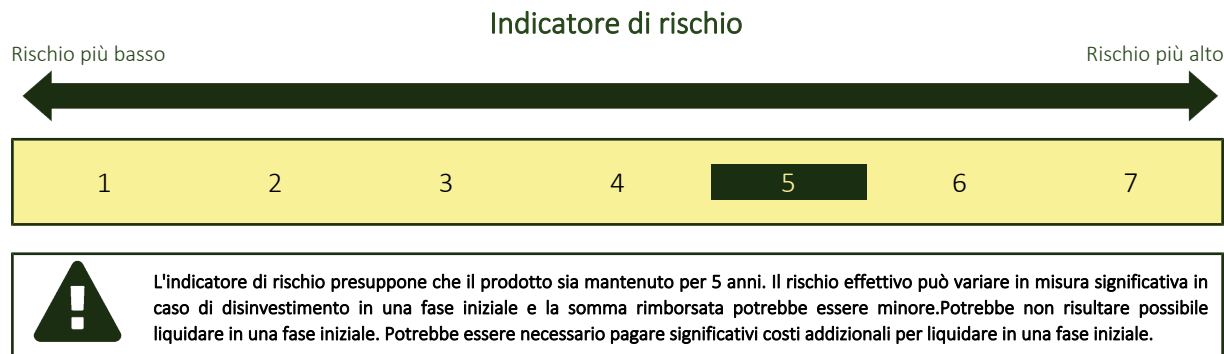 Indicatore di rischio
Rischio più basso
Rischio più alto
1 2 3 4 5 6 7
L'indicatore di rischio presuppone che il prodotto sia mantenuto per 5 anni. Il rischio effettivo può variare in misura significativa in
caso di disinvestimento in una fase iniziale e la somma rimborsata potrebbe essere minore.Potrebbe non risultare possibile
liquidare in una fase iniziale. Potrebbe essere necessario pagare significativi costi addizionali per liquidare in una fase iniziale.